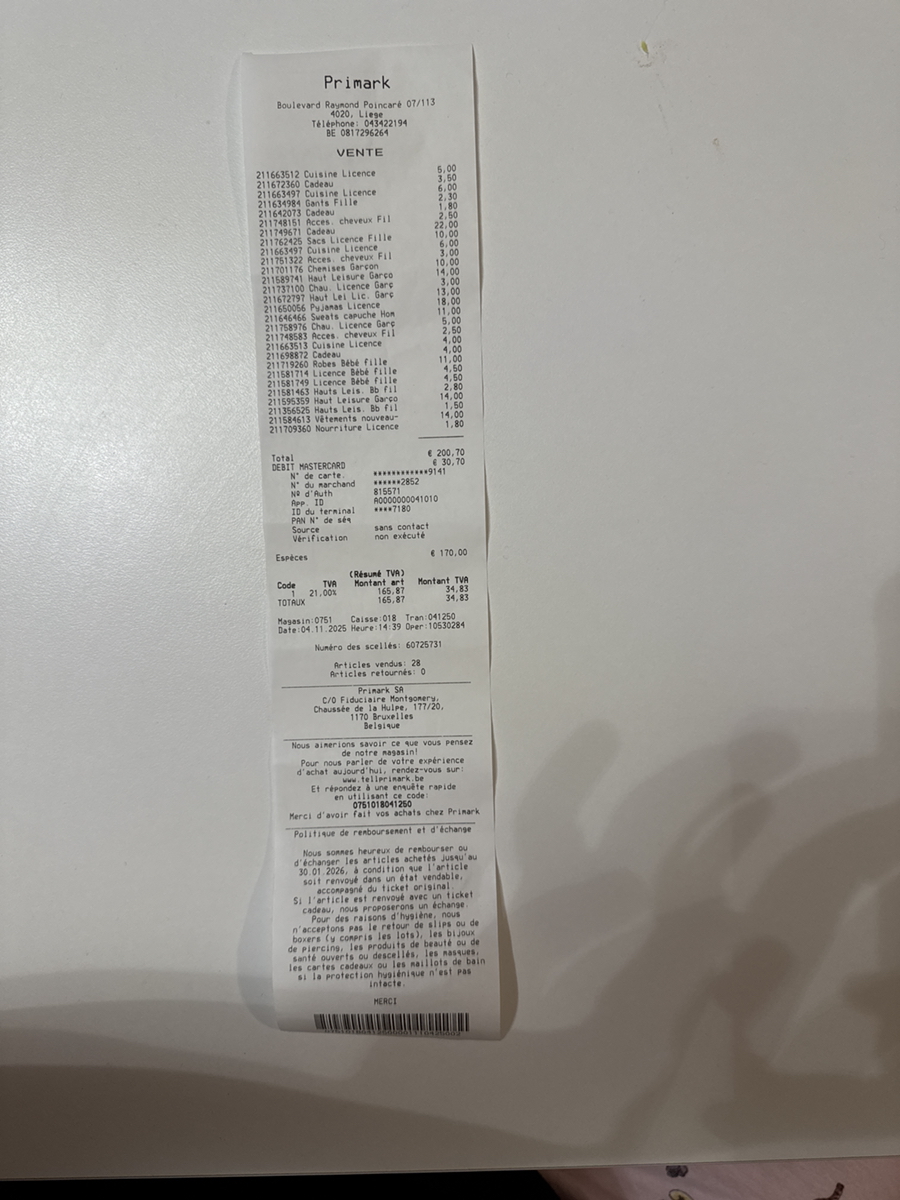 Primark
Boulevard Raymond Poincaré 07/113
4020, Liege
Téléphone: 043422194
BE 0817296264
VENTE
211663512 Cuisine Licence 5,00
211672360 Cadeau 3,50
211663497 Cuisine Licence 6,00
211634984 Gants Fille 2,30
211642073 Cadeau 1,80
211748151 Acces. cheveux Fil 2,50
211749671 Cadeau 22,00
211762425 Sacs Licence Fille 10,00
211663497 Cuisine Licence 6,00
211751322 Acces. cheveux Fil 3,00
211701176 Chemises Garçon 10,00
211589741 Haut Leisure Garço 14,00
211737100 Chau. Licence Garç 3,00
211672797 Haut Lei Lic. Garç 13,00
211650056 Pyjamas Licence 18,00
211646466 Sweats capuche Hom 11,00
211758976 Chau. Licence Garç 5,00
211748583 Acces. cheveux Fil 2,50
211663513 Cuisine Licence 4,00
211698872 Cadeau 4,00
211719260 Robes Bébé fille 11,00
211581714 Licence Bébé fille 4,50
211581749 Licence Bébé fille 4,50
211581463 Hauts Leis. Bb fil 2,80
211595359 Haut Leisure Garço 14,00
211356525 Hauts Leis. Bb fil 1,50
211584613 Vêtements nouveau- 14,00
211709360 Nourriture Licence 1,80
Total € 200,70
DEBIT MASTERCARD € 30,70
N° de carte. ************9141
N° du marchand ******2852
Nº d'Auth 815571
App. ID A0000000041010
ID du terminal ****7180
PAN N° de séq
Source sans contact
Vérification non exécuté
Espèces € 170,00
(Résumé TVA)
Code TVA Montant art Montant TVA
1 21,00% 165,87 34,83
TOTAUX 165,87 34,83
Magasin:0751 Caisse:018 Tran:041250
Date:04.11.2025 Heure:14:39 Oper:10530284
Numéro des scellés: 60725731
Articles vendus: 28
Articles retournés: 0
Primark SA
C/O Fiduciaire Montgomery,
Chaussée de la Hulpe, 177/20,
1170 Bruxelles
Belgique
Nous aimerions savoir ce que vous pensez
de notre magasin!
Pour nous parler de votre expérience
d'achat aujourd'hui, rendez-vous sur:
www.tellprimark.be
Et répondez à une enquête rapide
en utilisant ce code:
0751018041250
Merci d'avoir fait vos achats chez Primark
Politique de remboursement et d'échange
Nous sommes heureux de rembourser ou
d'échanger les articles achetés jusqu'au
30.01.2026, à condition que l'article
soit renvoyé dans un état vendable,
accompagné du ticket original.
Si l'article est renvoyé avec un ticket
cadeau, nous proposerons un échange.
Pour des raisons d'hygiène, nous
n'acceptons pas le retour de slips ou de
boxers (y compris les lots), les bijoux
de piercing, les produits de beauté ou de
santé ouverts ou descellés, les masques,
les cartes cadeaux ou les maillots de bain
si la protection hygiénique n'est pas
intacte.
MERCI